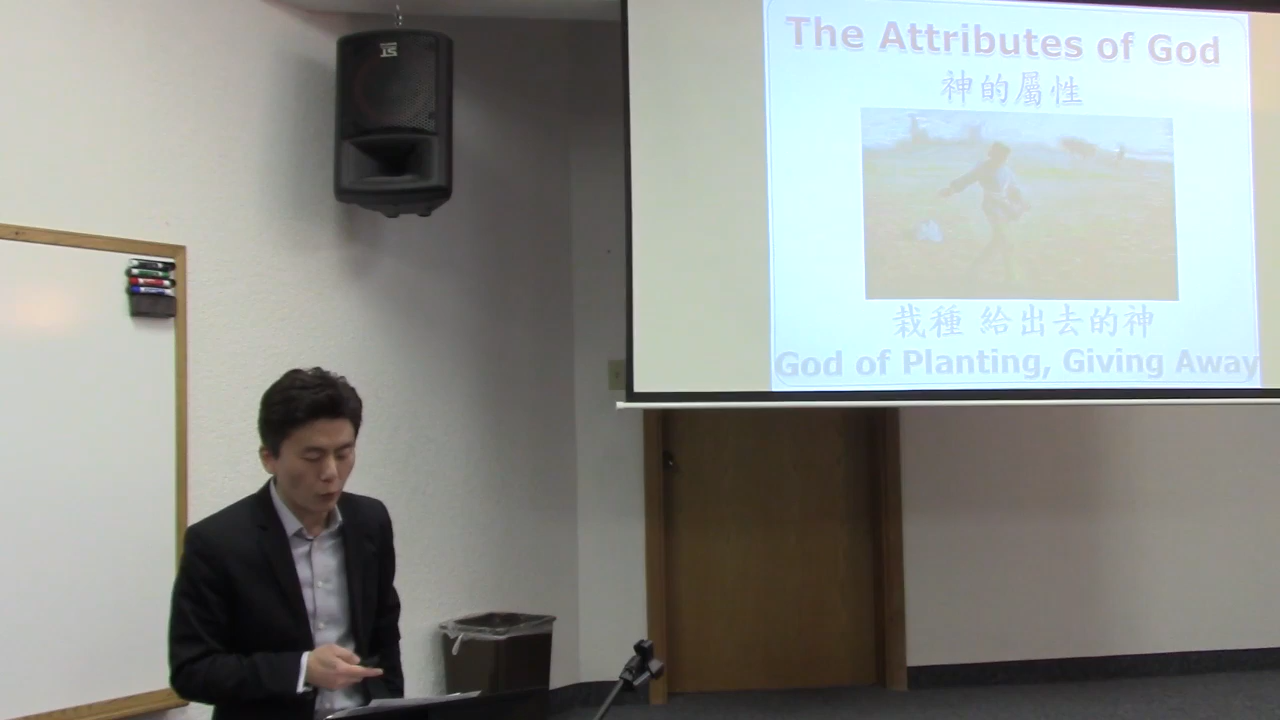 The Attributes of God
神的屬性
栽種 給出去的神
God of Planting, Giving Away